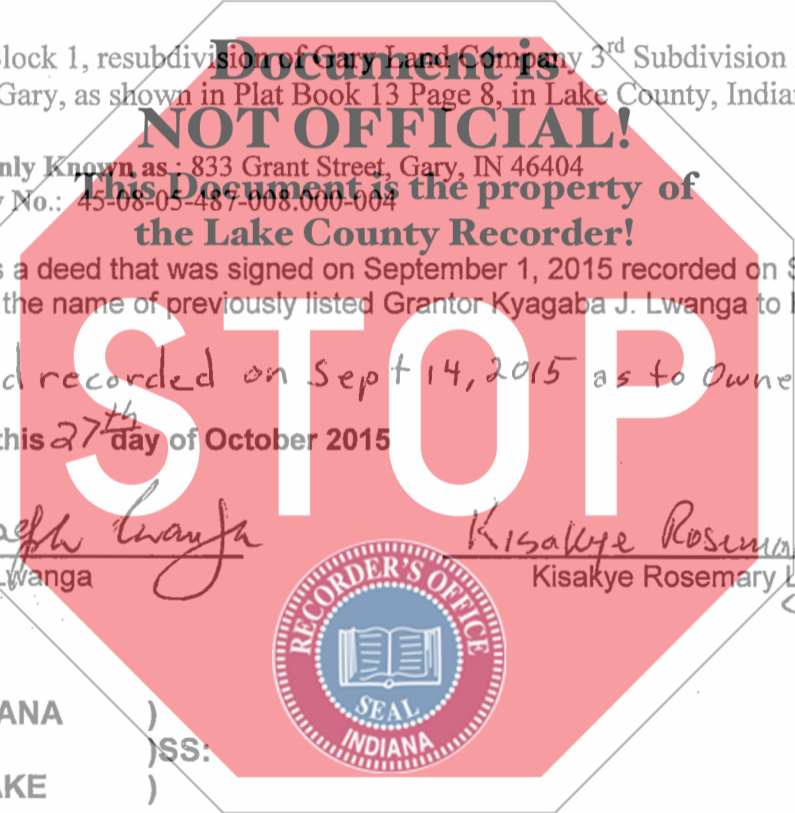 lock 1, resubdivision of Gary Land Company 3rd Subdivision
Document is
Gary, as shown in Plat Book 13 Page 8, in Lake County, India
NOT OFFICIAL!
nly Known as : 833 Grant Street, Gary, IN 46404
This Document is the property of
No.: 45-08-05-487-008.000-004
the Lake County Recorder!
s a deed that was signed on September 1, 2015 recorded on S
the name of previously listed Grantor Kyagaba J. Lwanga to
STOP
d recorded on Sept 14, 2015 as to Owne
this 27th day of October 2015
Lwanga
Kisakye Rosemary
Lwanga
Kisakye Rosemary L
RECORDER'S OFFICE
SEAL
INDIANA
ANA )
)SS:
AKE )